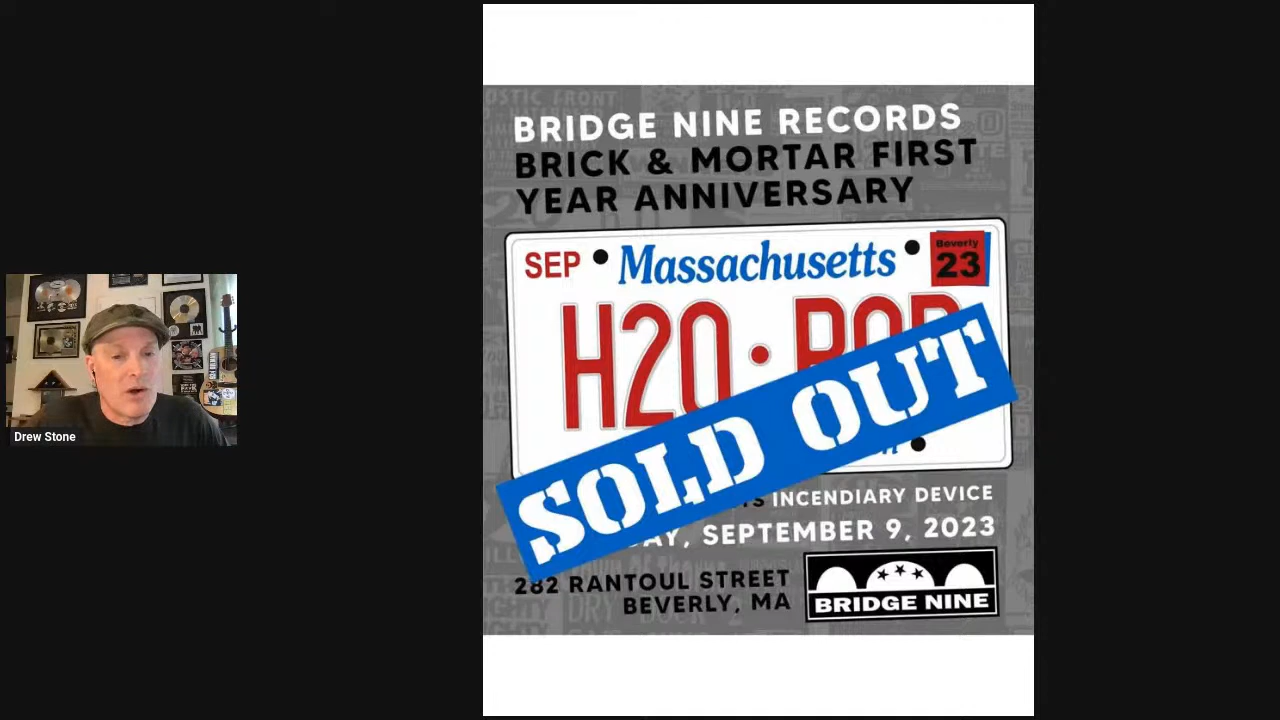 BRIDGE NINE RECORDS
BRICK & MORTAR FIRST
YEAR ANNIVERSARY
SEP
Massachusetts
Beverly
23
H2O
SOLD OUT
INCENDIARY DEVICE
SEPTEMBER 9, 2023
282 RANTOUL STREET
BEVERLY, MA
BRIDGE NINE
Drew Stone